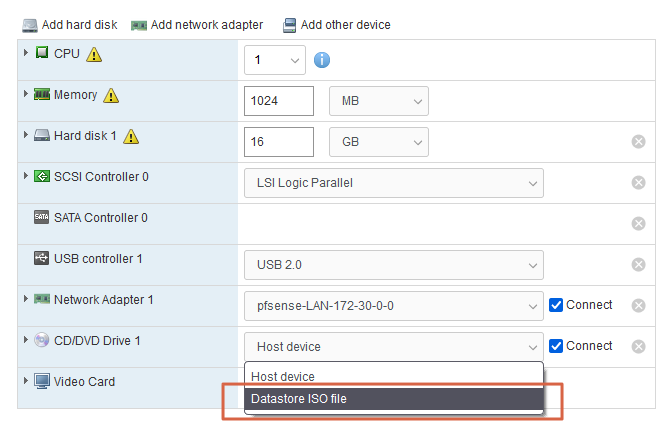 Add hard disk Add network adapter Add other device
CPU 1
Memory 1024 MB
Hard disk 1 16 GB
SCSI Controller 0 LSI Logic Parallel
SATA SATA Controller 0
USB controller 1 USB 2.0
Network Adapter 1 pfsense-LAN-172-30-0-0 Connect
CD/DVD Drive 1 Host device Connect
Host device
Video Card
Datastore ISO file